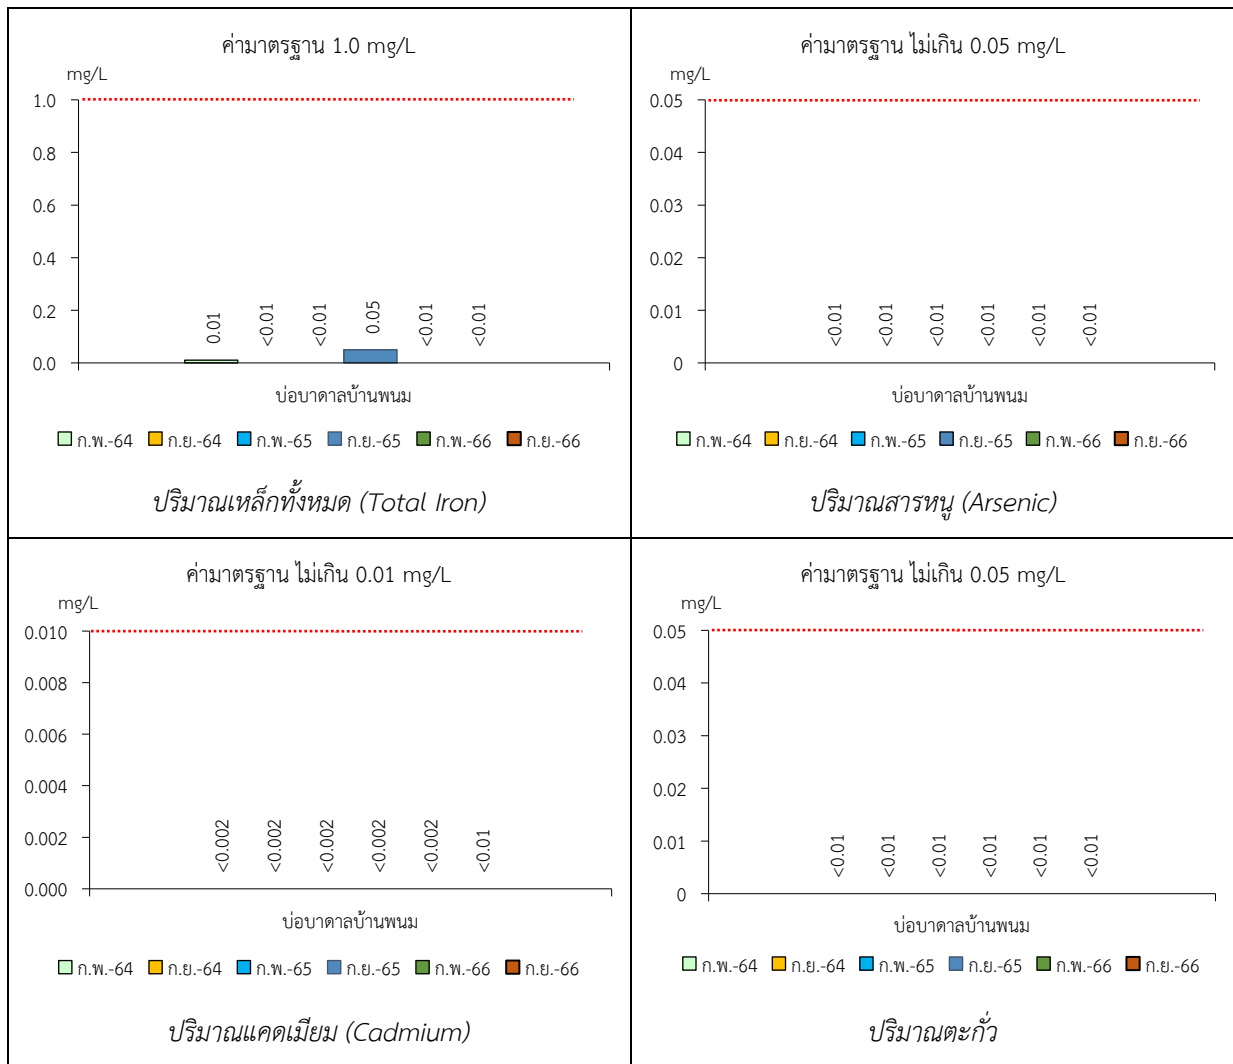 ค่ามาตรฐาน 1.0 mg/L
mg/L
1.0
0.8
0.6
0.4
0.2
0.0
0.01
<0.01
<0.01
0.05
<0.01
<0.01
บ่อบาดาลบ้านพนม
ก.พ.-64 ก.ย.-64 ก.พ.-65 ก.ย.-65 ก.พ.-66 ก.ย.-66
ปริมาณเหล็กทั้งหมด (Total Iron)
ค่ามาตรฐาน ไม่เกิน 0.05 mg/L
mg/L
0.05
0.04
0.03
0.02
0.01
0
<0.01
<0.01
<0.01
<0.01
<0.01
<0.01
บ่อบาดาลบ้านพนม
ก.พ.-64 ก.ย.-64 ก.พ.-65 ก.ย.-65 ก.พ.-66 ก.ย.-66
ปริมาณสารหนู (Arsenic)
ค่ามาตรฐาน ไม่เกิน 0.01 mg/L
mg/L
0.010
0.008
0.006
0.004
0.002
0.000
<0.002
<0.002
<0.002
<0.002
<0.002
<0.01
บ่อบาดาลบ้านพนม
ก.พ.-64 ก.ย.-64 ก.พ.-65 ก.ย.-65 ก.พ.-66 ก.ย.-66
ปริมาณแคดเมียม (Cadmium)
ค่ามาตรฐาน ไม่เกิน 0.05 mg/L
mg/L
0.05
0.04
0.03
0.02
0.01
0
<0.01
<0.01
<0.01
<0.01
<0.01
<0.01
บ่อบาดาลบ้านพนม
ก.พ.-64 ก.ย.-64 ก.พ.-65 ก.ย.-65 ก.พ.-66 ก.ย.-66
ปริมาณตะกั่ว